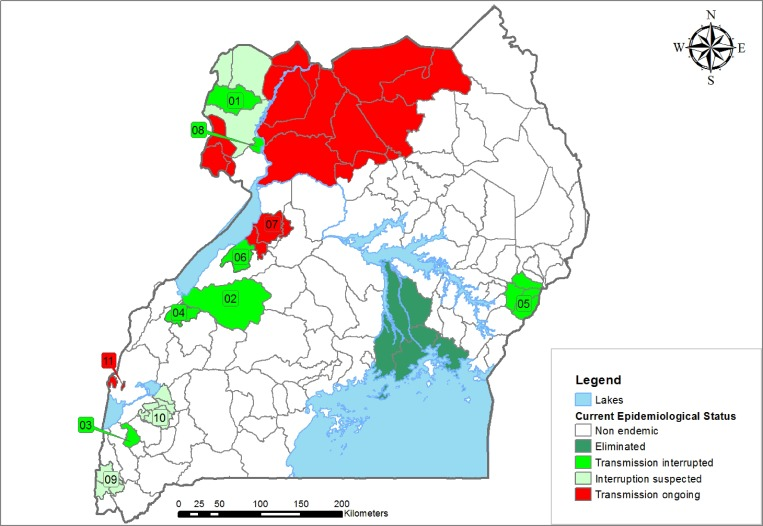 N
W E
S
01
08
07
06
02
04
05
11
03
10
09
Legend
Lakes
Current Epidemiological Status
Non endemic
Eliminated
Transmission interrupted
Interruption suspected
Transmission ongoing
0 25 50 100 150 200
Kilometers